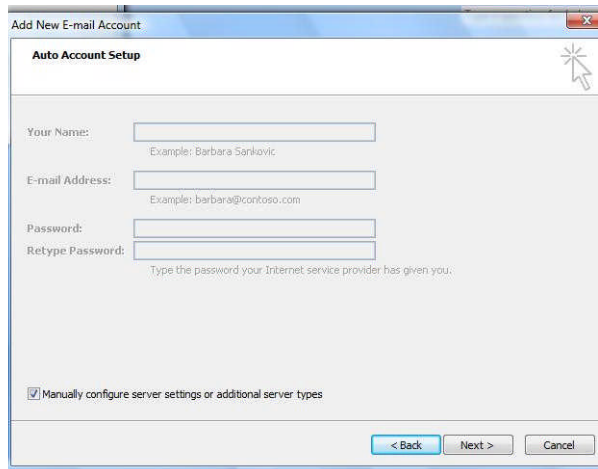 Add New E-mail Account
Auto Account Setup
Your Name:
Example: Barbara Sankovic
E-mail Address:
Example: barbara@contoso.com
Password:
Retype Password:
Type the password your Internet service provider has given you.
Manually configure server settings or additional server types
< Back Next > Cancel